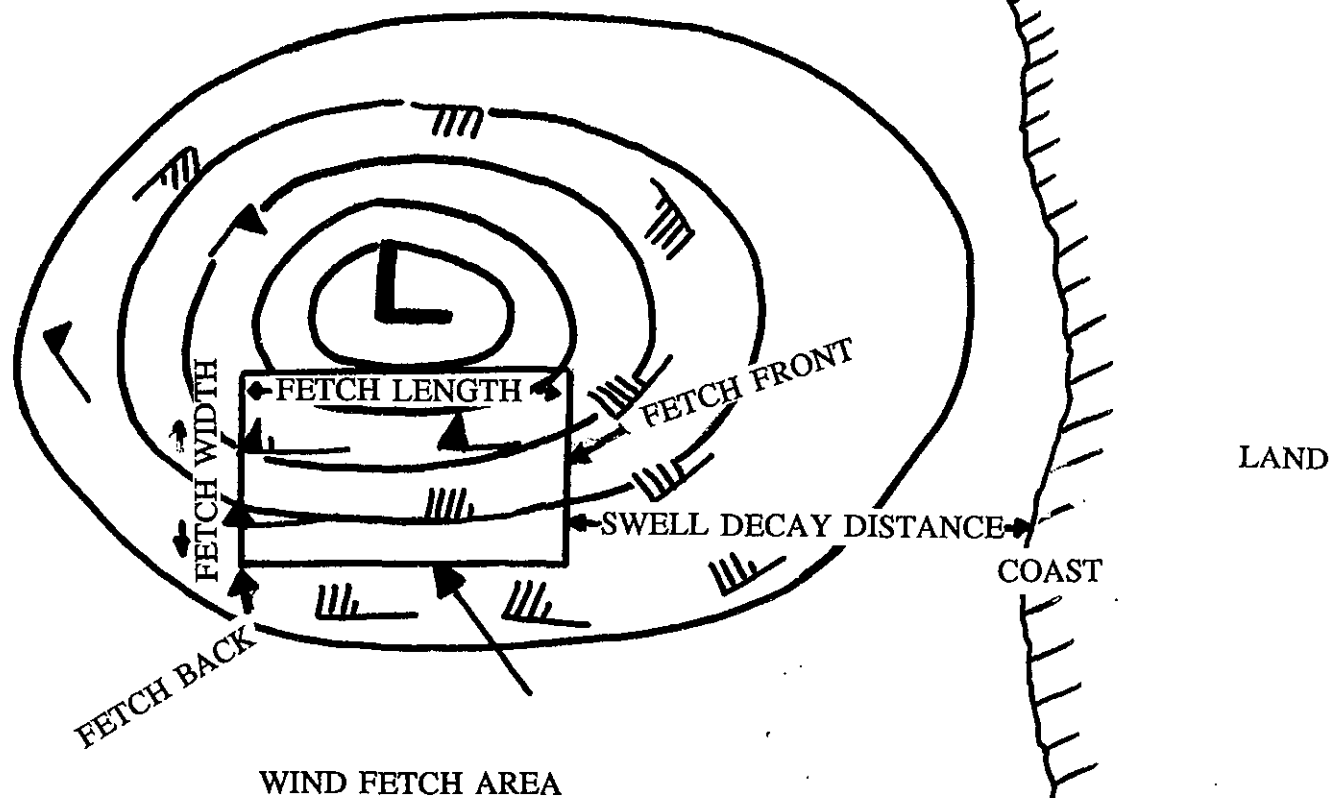 L
FETCH LENGTH
FETCH WIDTH
FETCH FRONT
LAND
SWELL DECAY DISTANCE
COAST
FETCH BACK
WIND FETCH AREA